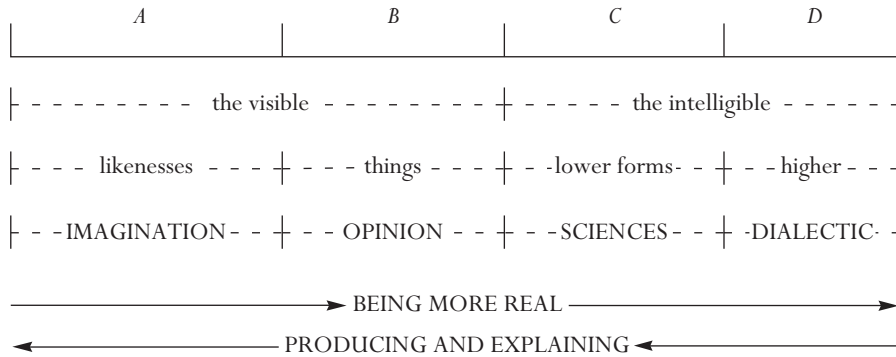 A B C D
the visible the intelligible
likenesses things lower forms higher
IMAGINATION OPINION SCIENCES DIALECTIC
BEING MORE REAL
PRODUCING AND EXPLAINING